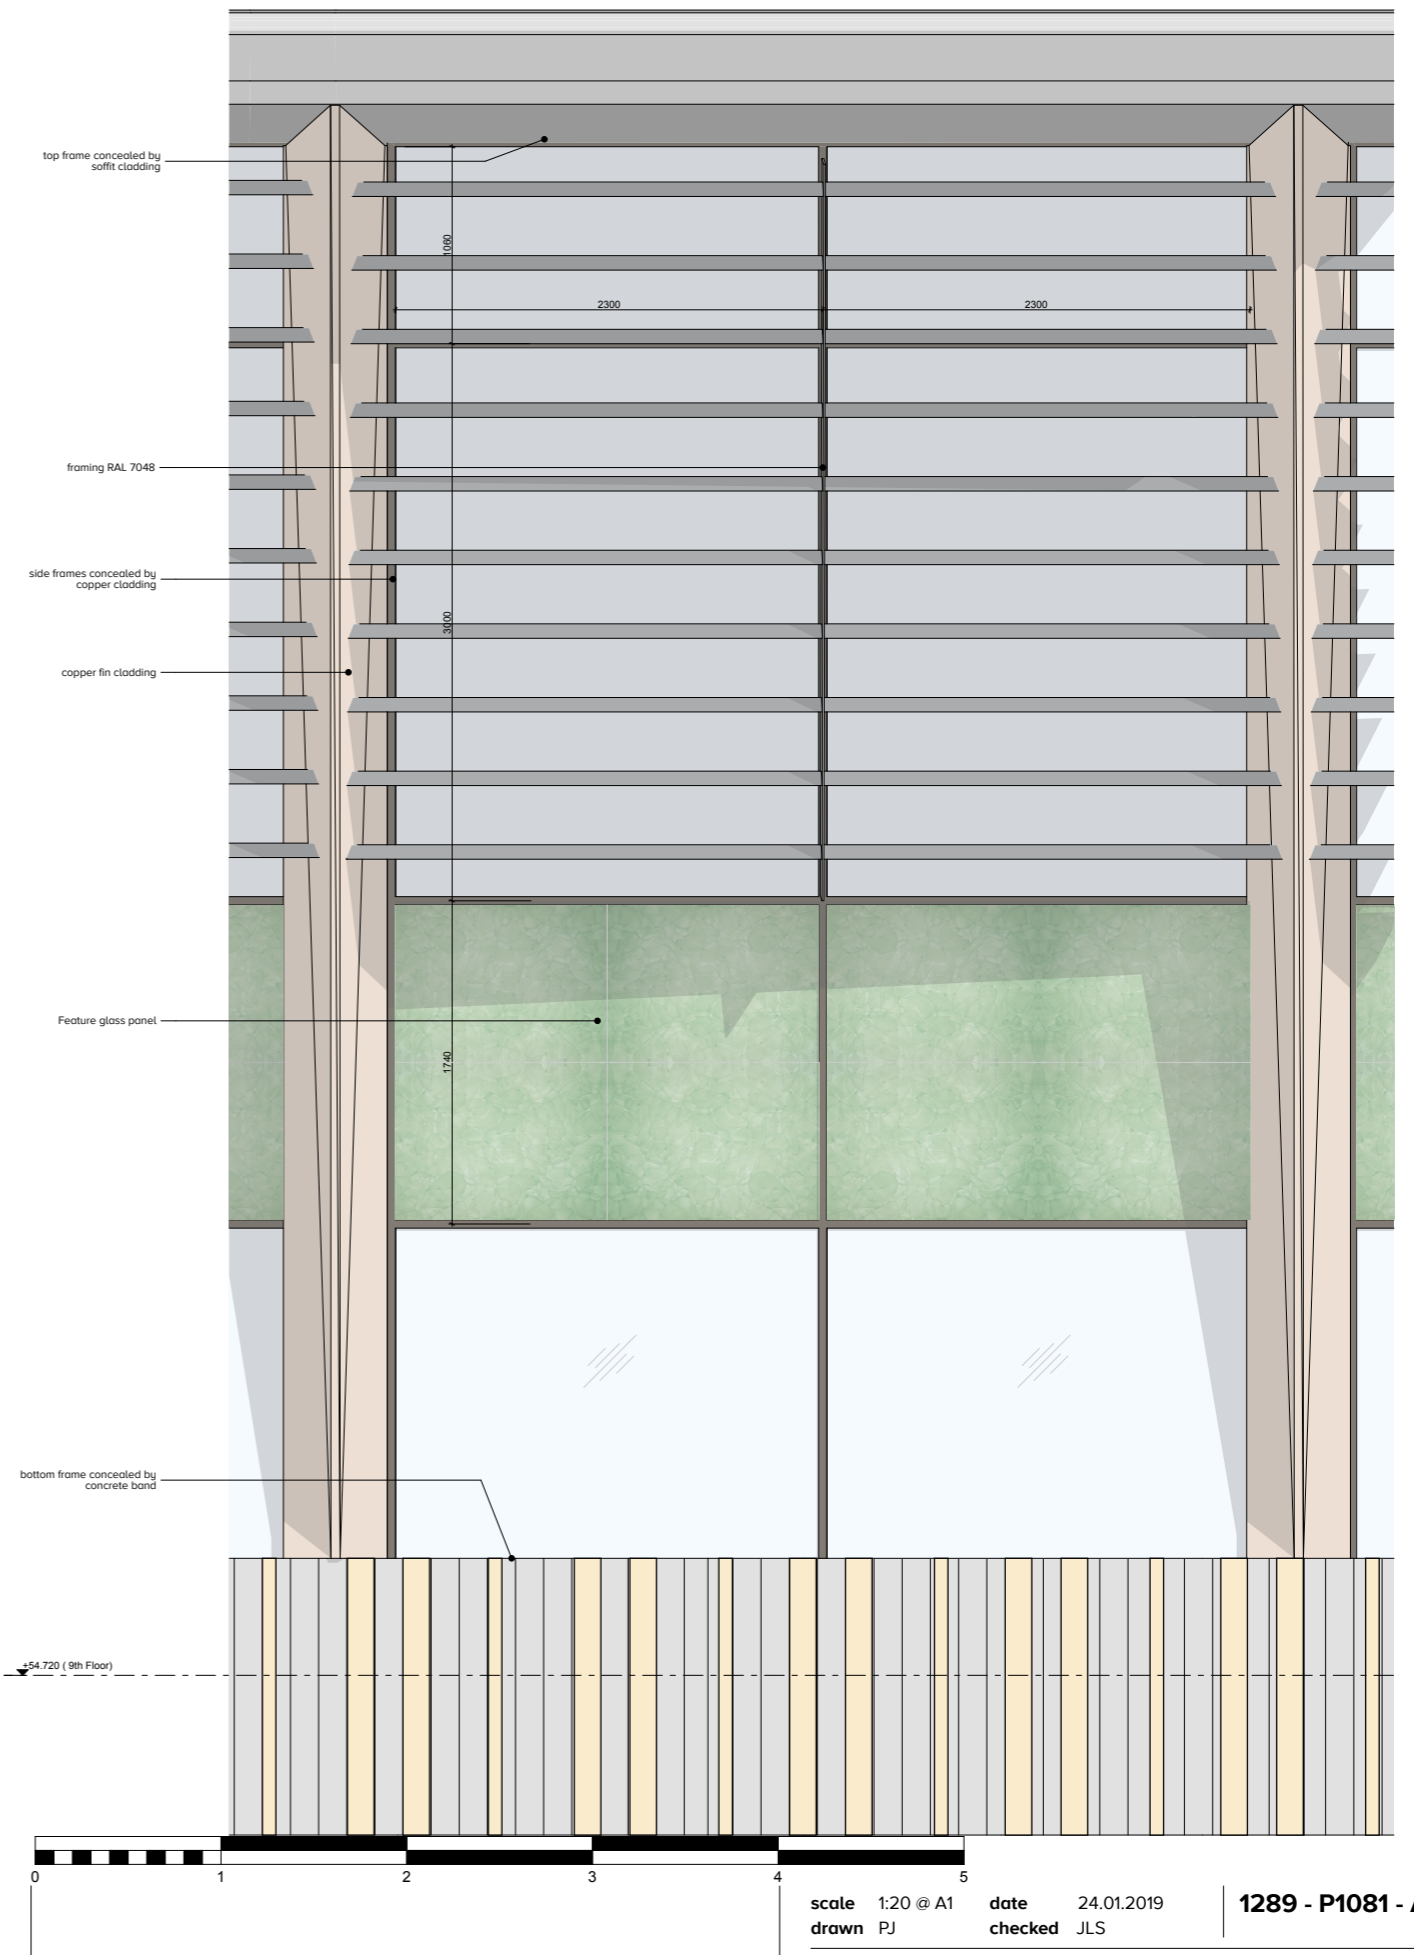 top frame concealed by
soffit cladding
1060
2300
2300
framing RAL 7048
side frames concealed by
copper cladding
3000
copper fin cladding
Feature glass panel
1740
bottom frame concealed by
concrete band
+54.720 ( 9th Floor)
0 1 2 3 4 5
scale 1:20 @ A1 date 24.01.2019
drawn PJ checked JLS
1289 - P1081 - A